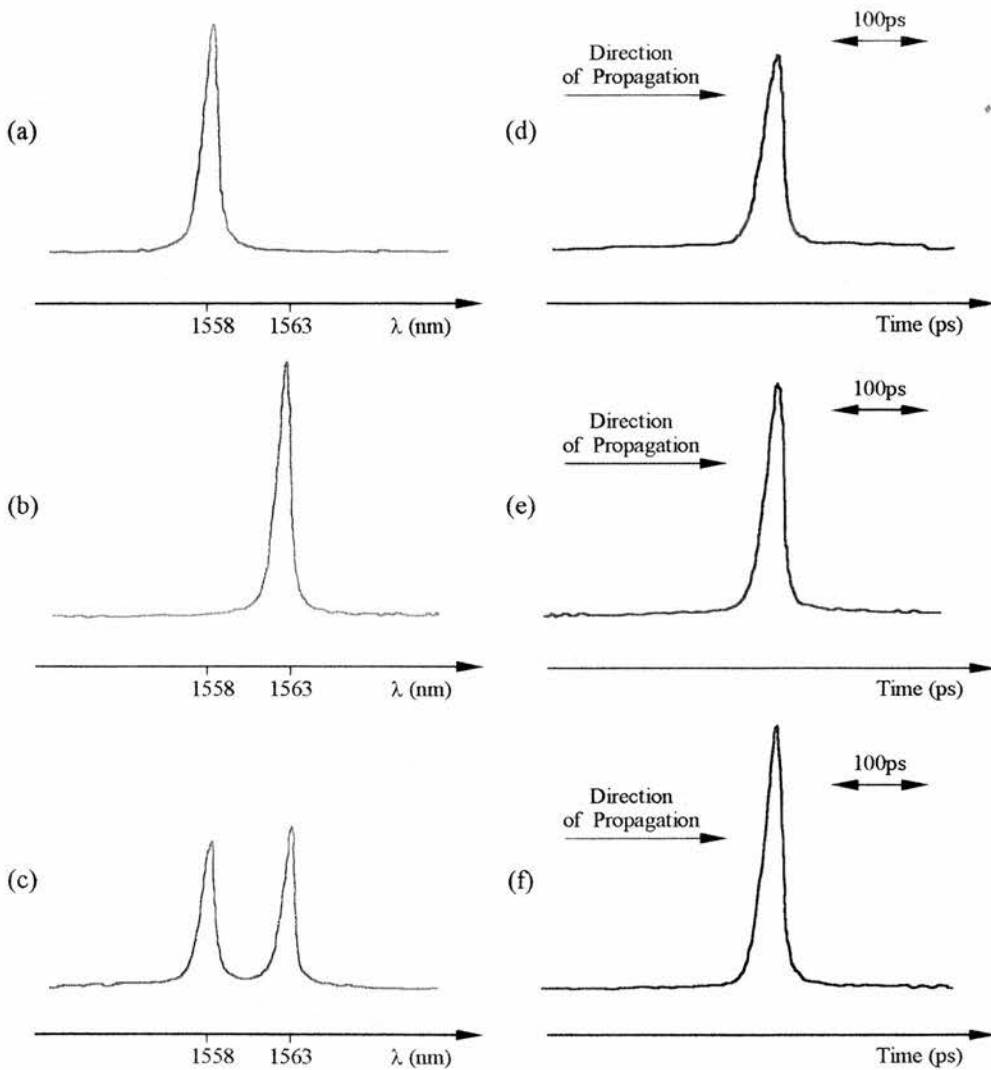 (a)
1558 1563 λ (nm)
(d)
Direction
of Propagation
100ps
Time (ps)
(b)
1558 1563 λ (nm)
(e)
Direction
of Propagation
100ps
Time (ps)
(c)
1558 1563 λ (nm)
(f)
Direction
of Propagation
100ps
Time (ps)